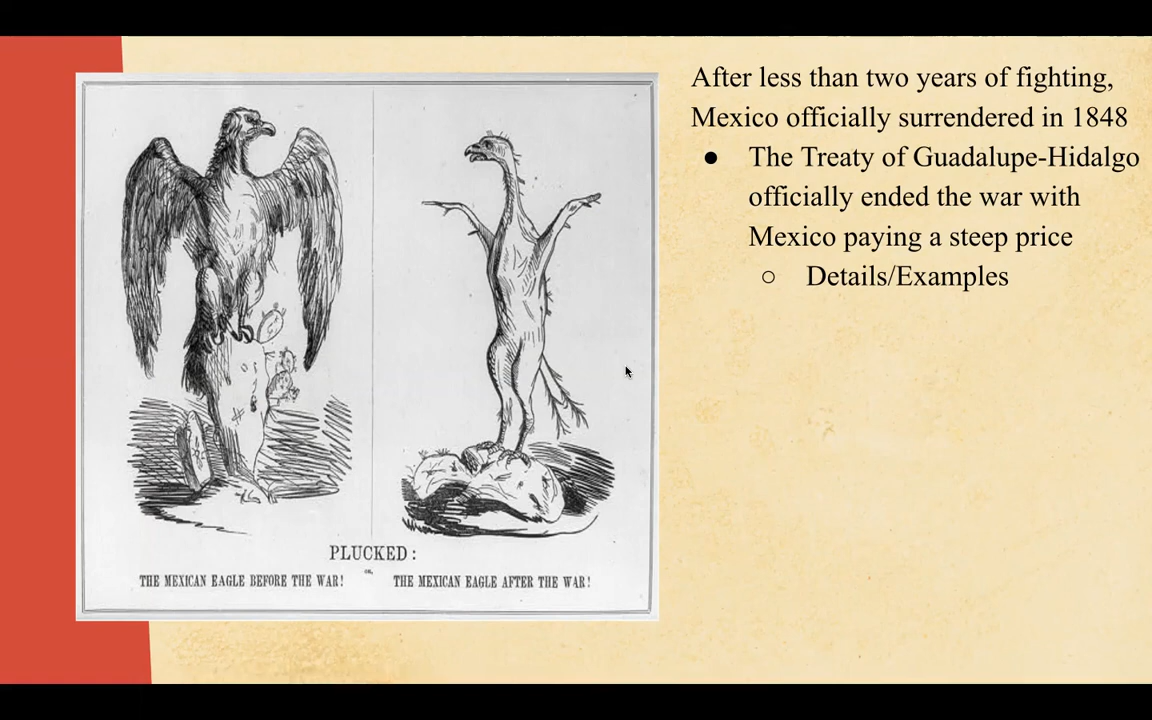 After less than two years of fighting,
Mexico officially surrendered in 1848
● The Treaty of Guadalupe-Hidalgo
officially ended the war with
Mexico paying a steep price
○ Details/Examples
PLUCKED:
THE MEXICAN EAGLE BEFORE THE WAR! or, THE MEXICAN EAGLE AFTER THE WAR!